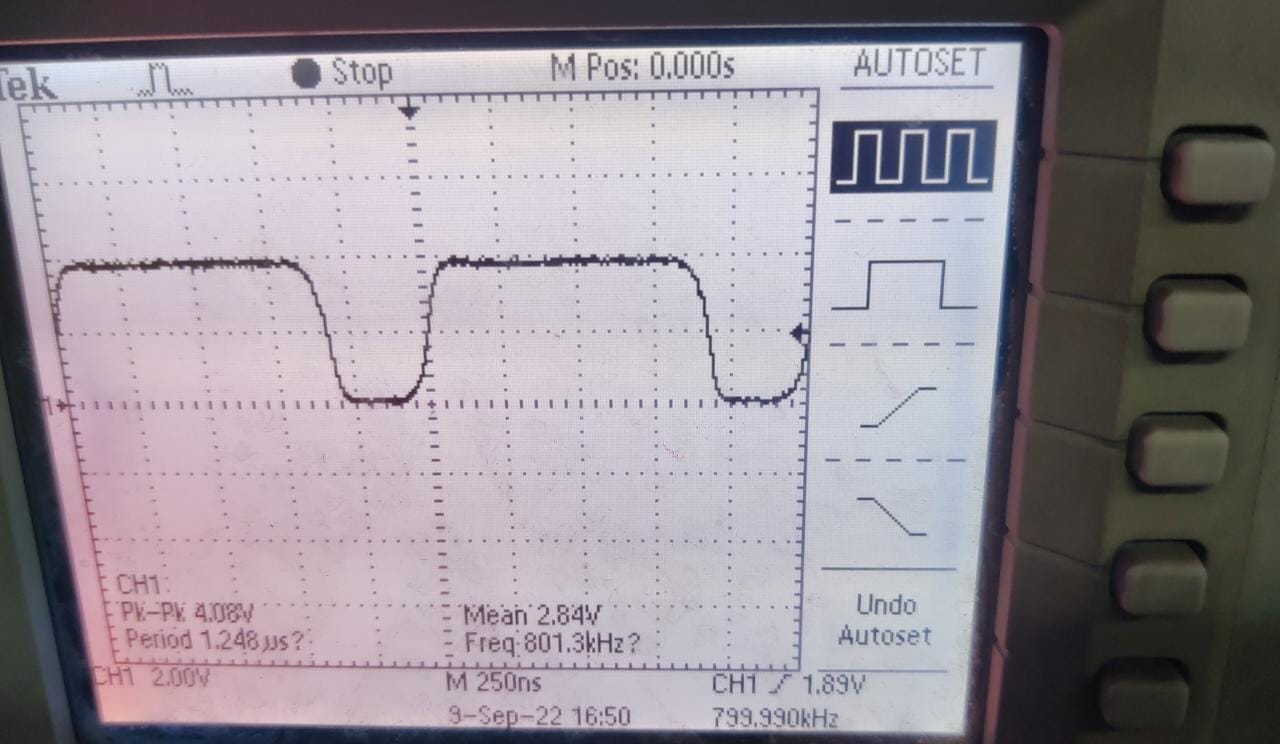 Tek Stop M Pos: 0.000s AUTOSET
1
CH1
Pk-Pk 4.08V Mean 2.84V
Period 1.248µs? Freq 801.3kHz?
Undo
Autoset
CH1 2.00V M 250ns CH1 1.89V
9-Sep-22 16:50 799.990kHz